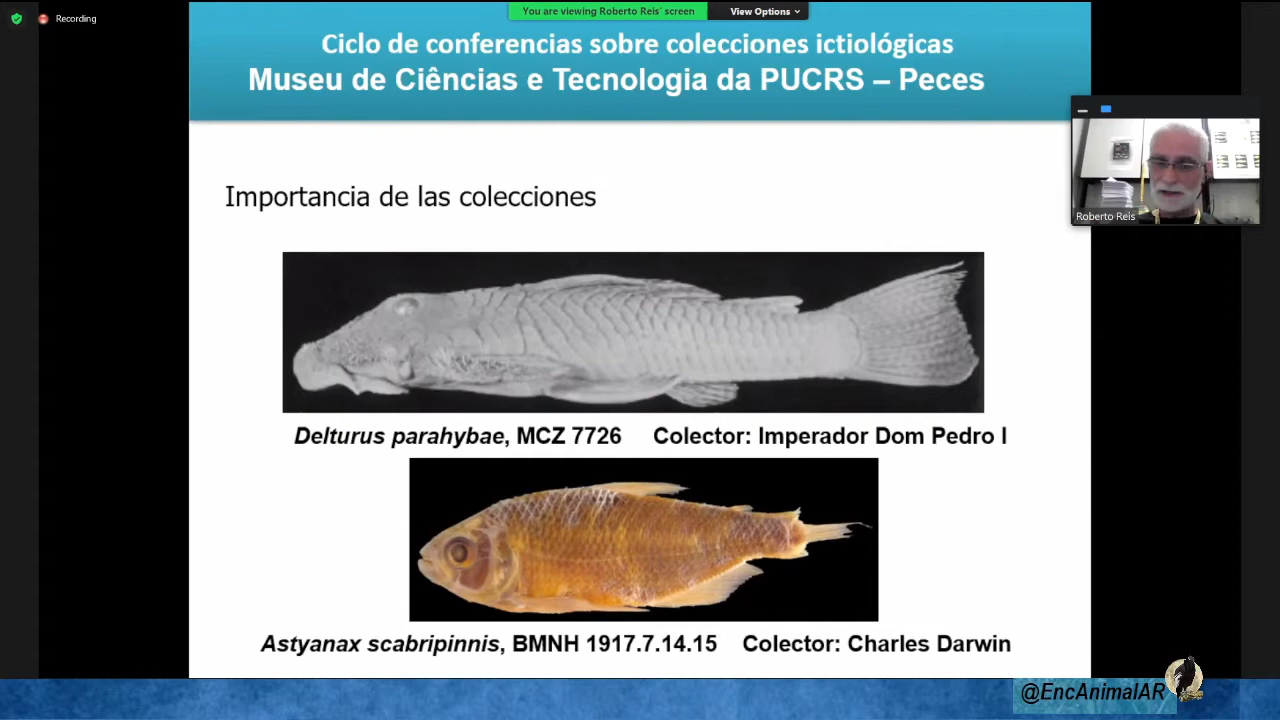 Recording
You are viewing Roberto Reis' screen
View Options
Ciclo de conferencias sobre colecciones ictiológicas
Museu de Ciências e Tecnologia da PUCRS – Peces
Roberto Reis
Importancia de las colecciones
Delturus parahybae, MCZ 7726 Colector: Imperador Dom Pedro I
Astyanax scabripinnis, BMNH 1917.7.14.15 Colector: Charles Darwin
@EncAnimalAR